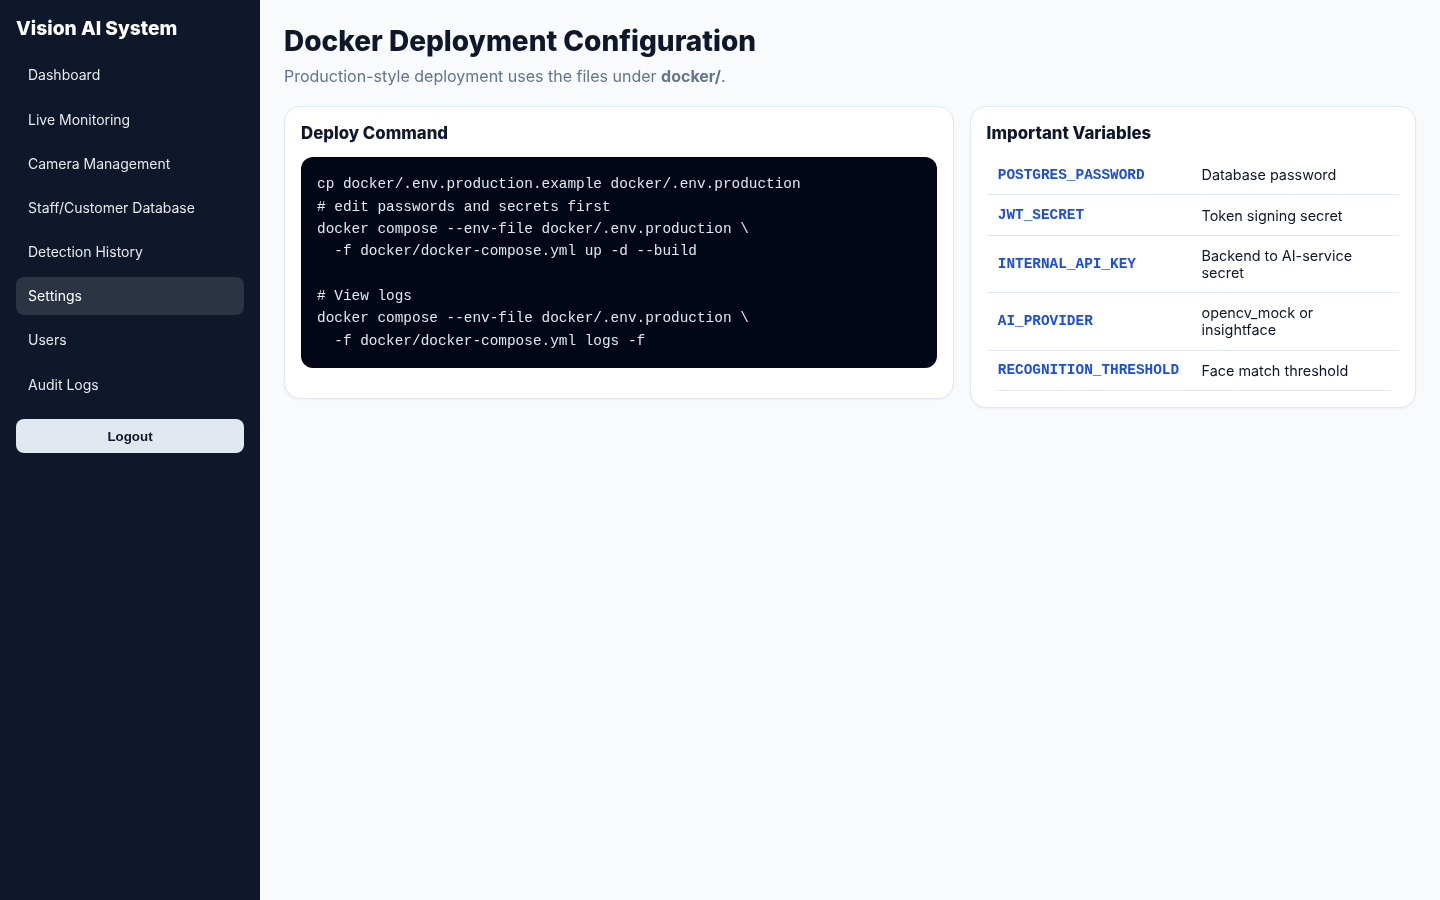 Vision AI System
Dashboard
Live Monitoring
Camera Management
Staff/Customer Database
Detection History
Settings
Users
Audit Logs
Logout
Docker Deployment Configuration
Production-style deployment uses the files under docker/.
Deploy Command
cp docker/.env.production.example docker/.env.production
# edit passwords and secrets first
docker compose --env-file docker/.env.production \
  -f docker/docker-compose.yml up -d --build

# View logs
docker compose --env-file docker/.env.production \
  -f docker/docker-compose.yml logs -f
Important Variables
POSTGRES_PASSWORD Database password
JWT_SECRET Token signing secret
INTERNAL_API_KEY Backend to AI-service
secret
AI_PROVIDER opencv_mock or
insightface
RECOGNITION_THRESHOLD Face match threshold